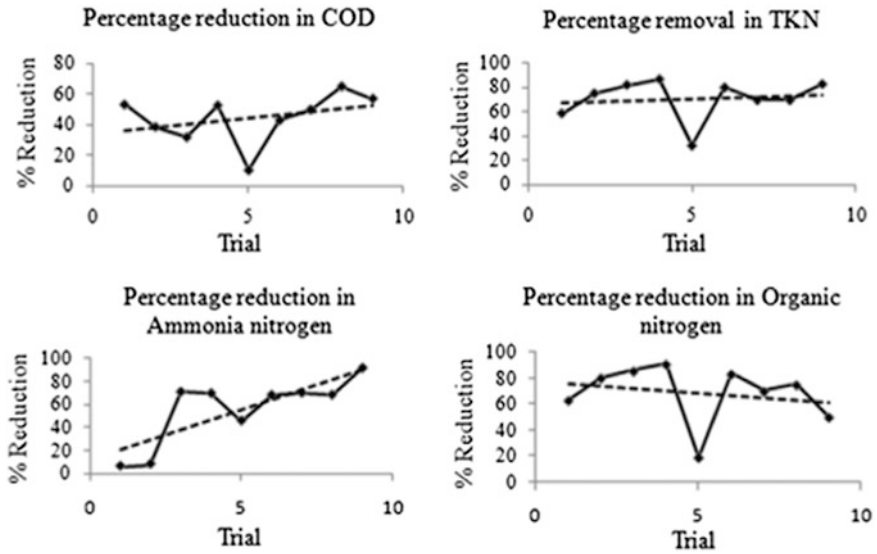 Percentage reduction in COD
% Reduction
80
60
40
20
0
0
5
10
Trial
Percentage removal in TKN
% Reduction
100
80
60
40
20
0
0
5
10
Trial
Percentage reduction in
Ammonia nitrogen
% Reduction
100
80
60
40
20
0
0
5
10
Trial
Percentage reduction in Organic
nitrogen
% Reduction
100
80
60
40
20
0
0
5
10
Trial